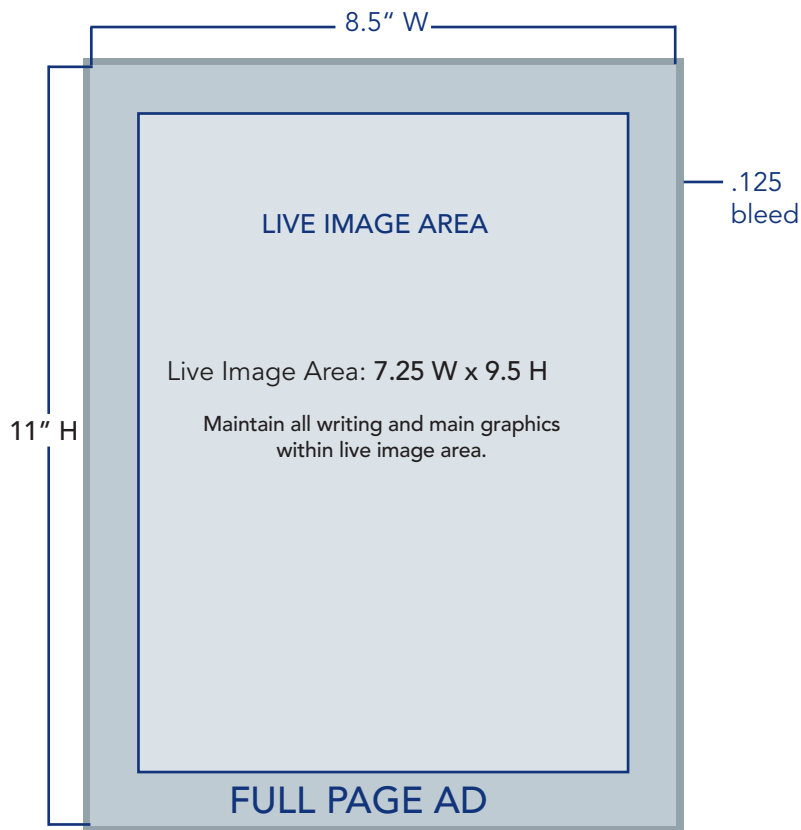 8.5“ W
.125
bleed
LIVE IMAGE AREA
Live Image Area: 7.25 W x 9.5 H
Maintain all writing and main graphics
within live image area.
11” H
FULL PAGE AD